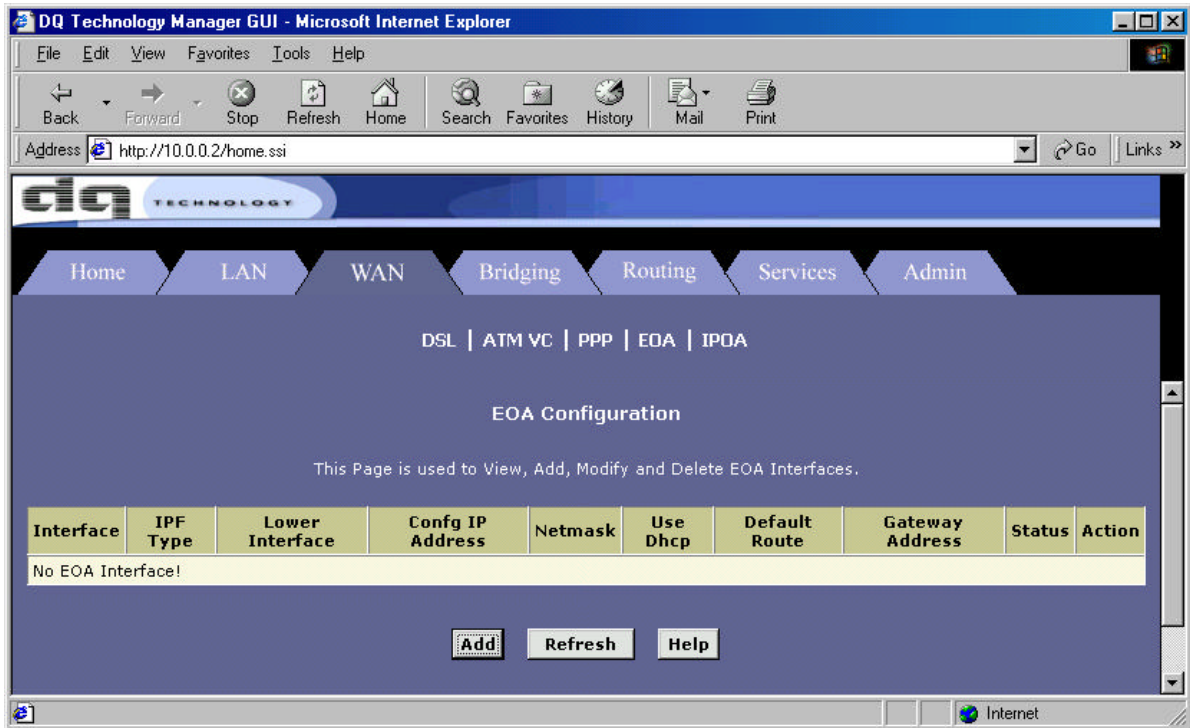 DQ Technology Manager GUI - Microsoft Internet Explorer
File Edit View Favorites Tools Help
Back Forward Stop Refresh Home Search Favorites History Mail Print
Address http://10.0.0.2/home.ssi Go Links »
dq TECHNOLOGY
Home LAN WAN Bridging Routing Services Admin
DSL | ATM VC | PPP | EOA | IPOA
EOA Configuration
This Page is used to View, Add, Modify and Delete EOA Interfaces.
Interface IPF Type Lower Interface Confg IP Address Netmask Use Dhcp Default Route Gateway Address Status Action
No EOA Interface!
Add Refresh Help
Internet